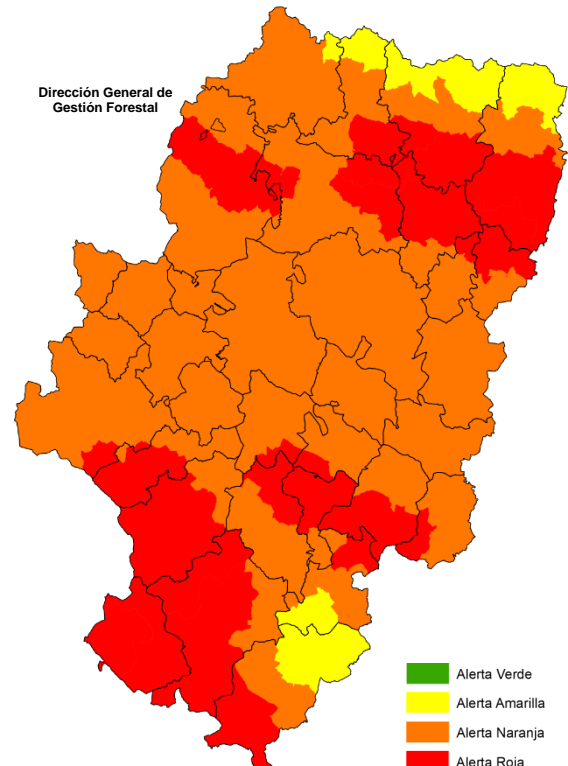 Dirección General de
Gestión Forestal
Alerta Verde
Alerta Amarilla
Alerta Naranja
Alerta Roja